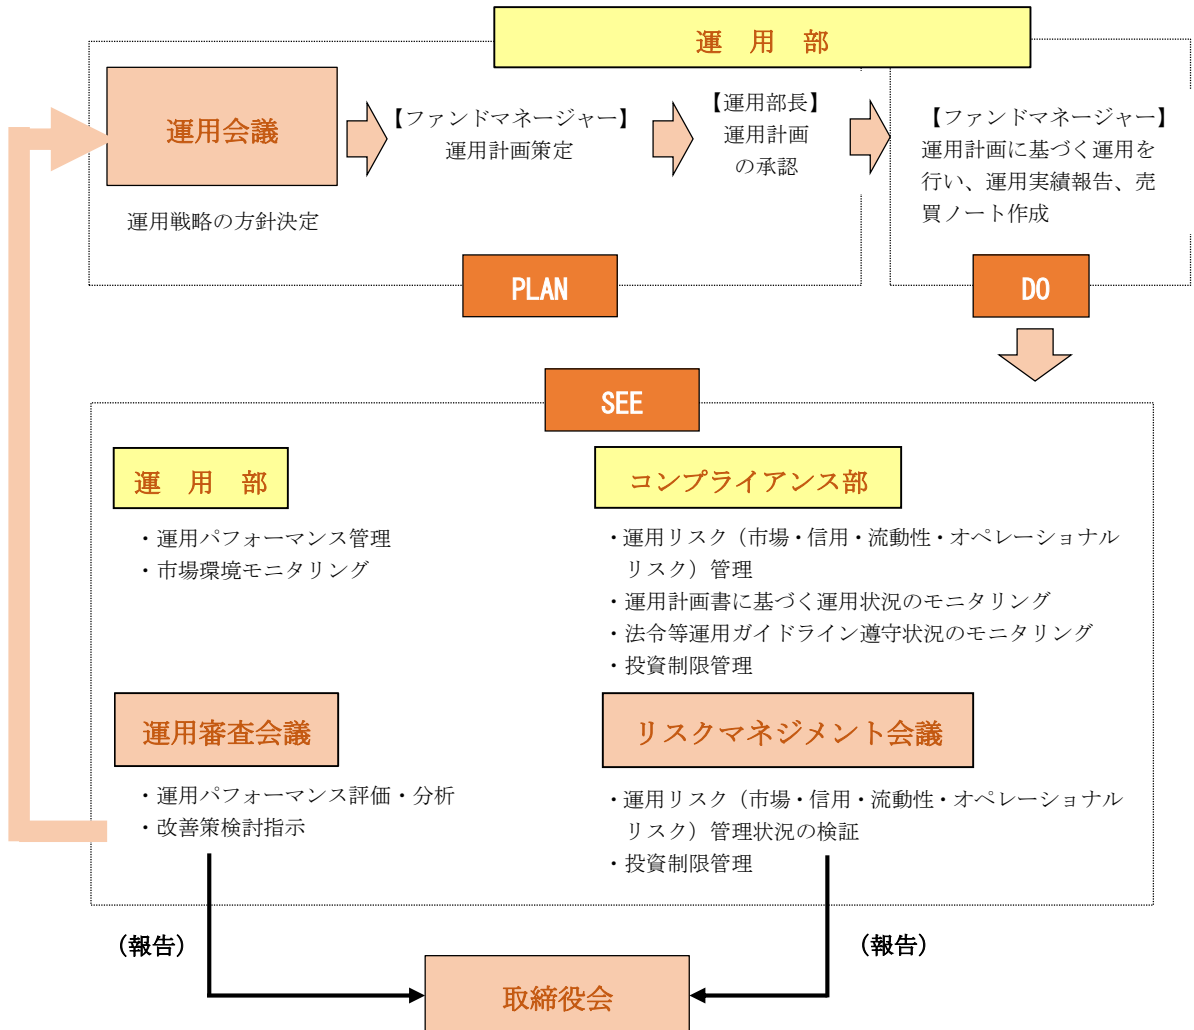 運 用 部
運用会議
運用戦略の方針決定
【ファンドマネージャー】
運用計画策定
【運用部長】
運用計画
の承認
【ファンドマネージャー】
運用計画に基づく運用を
行い、運用実績報告、売
買ノート作成
PLAN
DO
SEE
運 用 部
・運用パフォーマンス管理
・市場環境モニタリング
コンプライアンス部
・運用リスク（市場・信用・流動性・オペレーショナル
リスク）管理
・運用計画書に基づく運用状況のモニタリング
・法令等運用ガイドライン遵守状況のモニタリング
・投資制限管理
運用審査会議
・運用パフォーマンス評価・分析
・改善策検討指示
リスクマネジメント会議
・運用リスク（市場・信用・流動性・オペレーショナル
リスク）管理状況の検証
・投資制限管理
（報告）
（報告）
取締役会